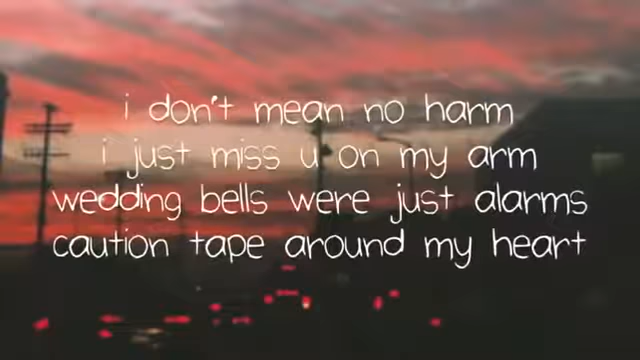 i don't mean no harm
i just miss u on my arm
wedding bells were just alarms
caution tape around my heart